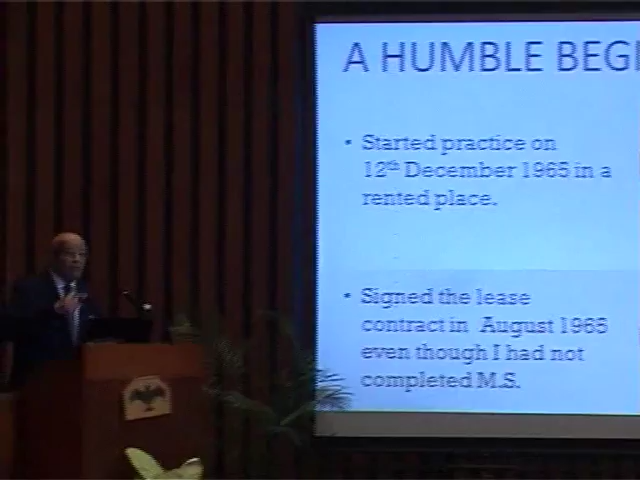 A HUMBLE BEGI
• Started practice on
12th December 1965 in a
rented place.
• Signed the lease
contract in August 1965
even though I had not
completed M.S.